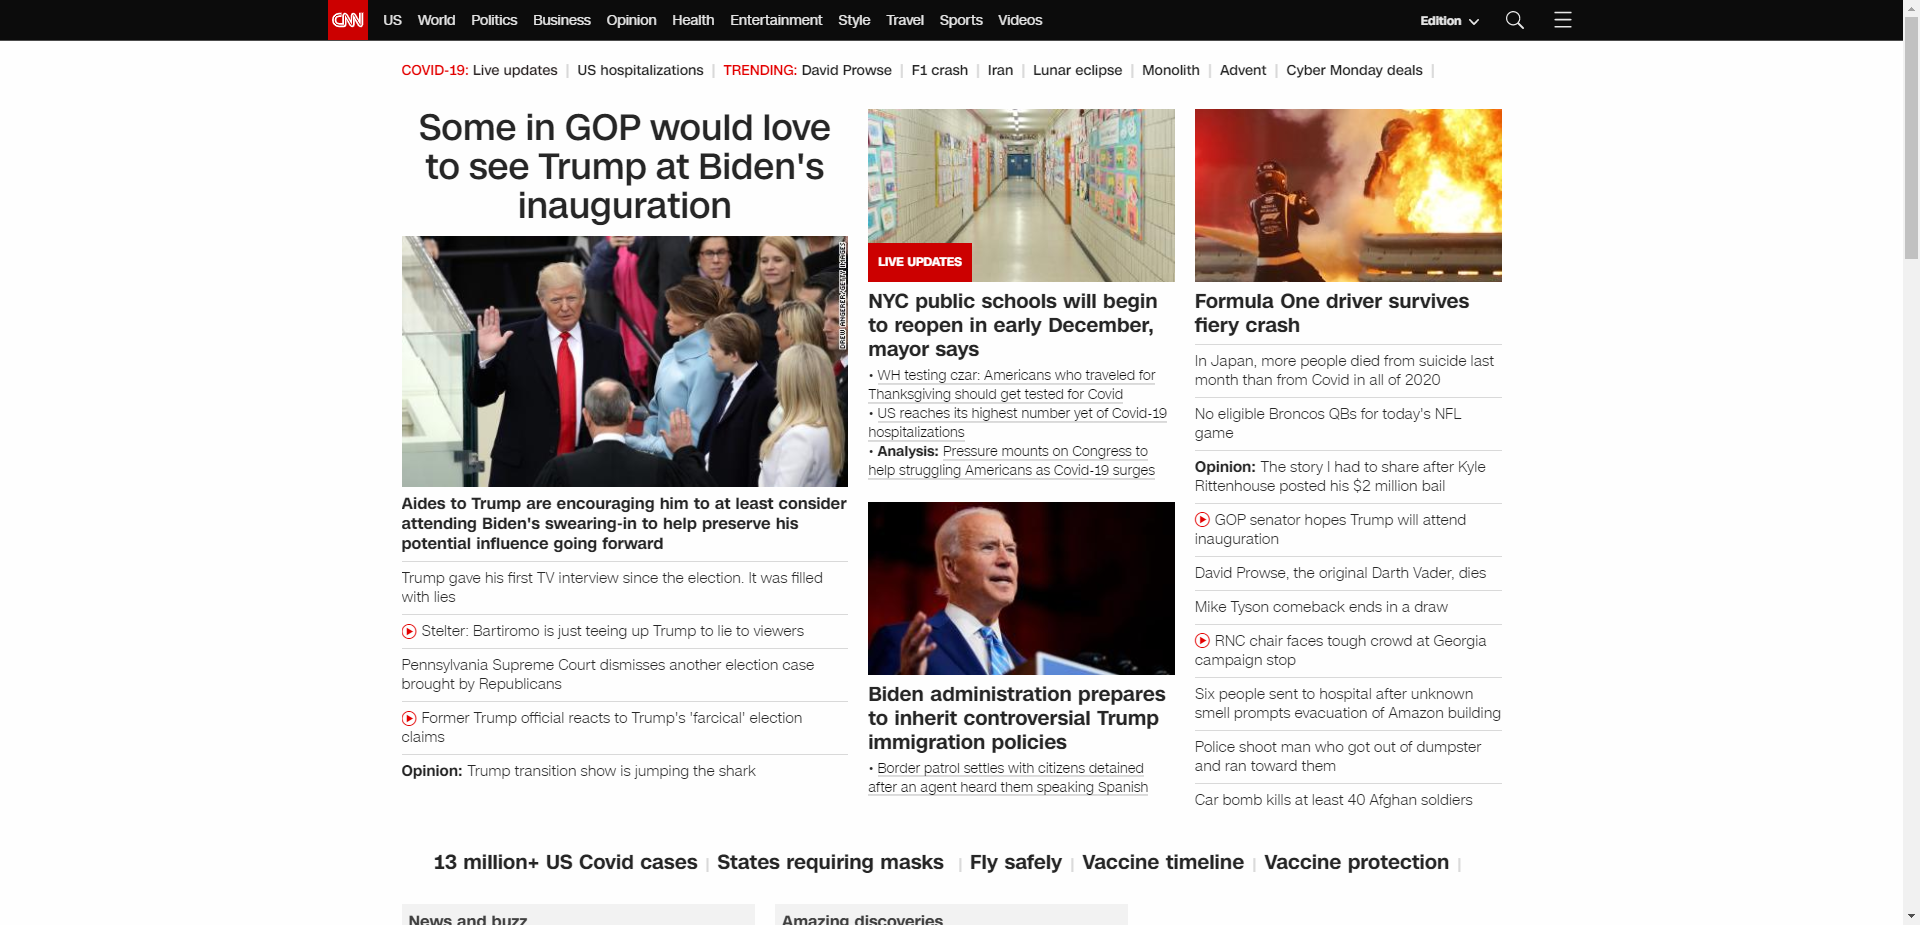 CNN
US World Politics Business Opinion Health Entertainment Style Travel Sports Videos
Edition
COVID-19: Live updates | US hospitalizations | TRENDING: David Prowse | F1 crash | Iran | Lunar eclipse | Monolith | Advent | Cyber Monday deals |
Some in GOP would love
to see Trump at Biden's
inauguration
DREW ANGERER/GETTY IMAGES
Aides to Trump are encouraging him to at least consider
attending Biden's swearing-in to help preserve his
potential influence going forward
Trump gave his first TV interview since the election. It was filled
with lies
Stelter: Bartiromo is just teeing up Trump to lie to viewers
Pennsylvania Supreme Court dismisses another election case
brought by Republicans
Former Trump official reacts to Trump's 'farcical' election
claims
Opinion: Trump transition show is jumping the shark
LIVE UPDATES
NYC public schools will begin
to reopen in early December,
mayor says
• WH testing czar: Americans who traveled for
Thanksgiving should get tested for Covid
• US reaches its highest number yet of Covid-19
hospitalizations
• Analysis: Pressure mounts on Congress to
help struggling Americans as Covid-19 surges
Biden administration prepares
to inherit controversial Trump
immigration policies
• Border patrol settles with citizens detained
after an agent heard them speaking Spanish
Formula One driver survives
fiery crash
In Japan, more people died from suicide last
month than from Covid in all of 2020
No eligible Broncos QBs for today's NFL
game
Opinion: The story I had to share after Kyle
Rittenhouse posted his $2 million bail
GOP senator hopes Trump will attend
inauguration
David Prowse, the original Darth Vader, dies
Mike Tyson comeback ends in a draw
RNC chair faces tough crowd at Georgia
campaign stop
Six people sent to hospital after unknown
smell prompts evacuation of Amazon building
Police shoot man who got out of dumpster
and ran toward them
Car bomb kills at least 40 Afghan soldiers
13 million+ US Covid cases | States requiring masks | Fly safely | Vaccine timeline | Vaccine protection |
News and buzz
Amazing discoveries